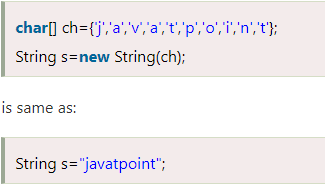 char[] ch={'j','a','v','a','t','p','o','i','n','t'};
String s=new String(ch);
is same as:
String s="javatpoint";